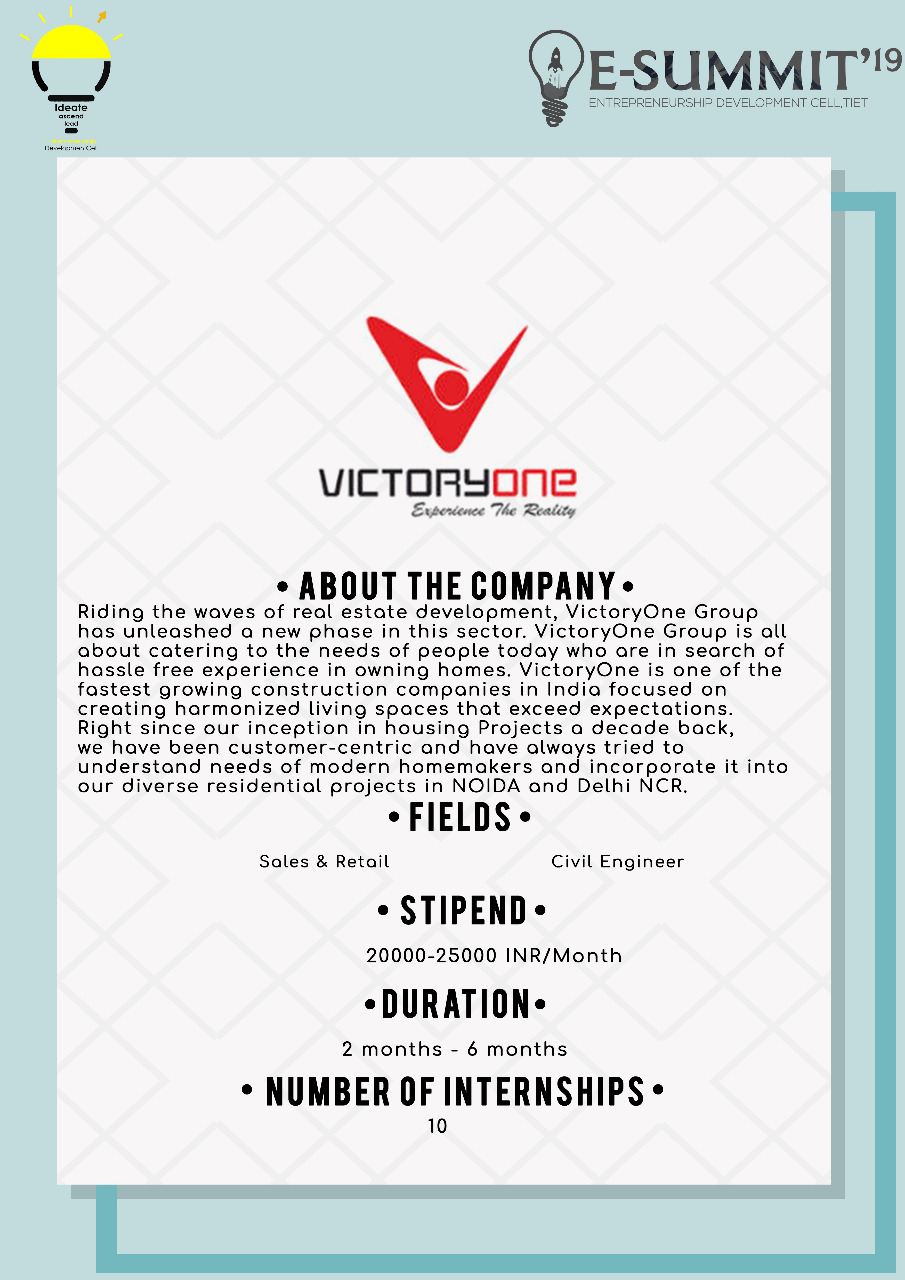 Ideate
ascend
lead
Development Cell
E-SUMMIT'19
ENTREPRENEURSHIP DEVELOPMENT CELL,TIET
VICTORYONE
Experience The Reality
• ABOUT THE COMPANY •
Riding the waves of real estate development, VictoryOne Group
has unleashed a new phase in this sector. VictoryOne Group is all
about catering to the needs of people today who are in search of
hassle free experience in owning homes. VictoryOne is one of the
fastest growing construction companies in India focused on
creating harmonized living spaces that exceed expectations.
Right since our inception in housing Projects a decade back,
we have been customer-centric and have always tried to
understand needs of modern homemakers and incorporate it into
our diverse residential projects in NOIDA and Delhi NCR.
• FIELDS •
Sales & Retail Civil Engineer
• STIPEND •
20000-25000 INR/Month
• DURATION •
2 months - 6 months
• NUMBER OF INTERNSHIPS •
10